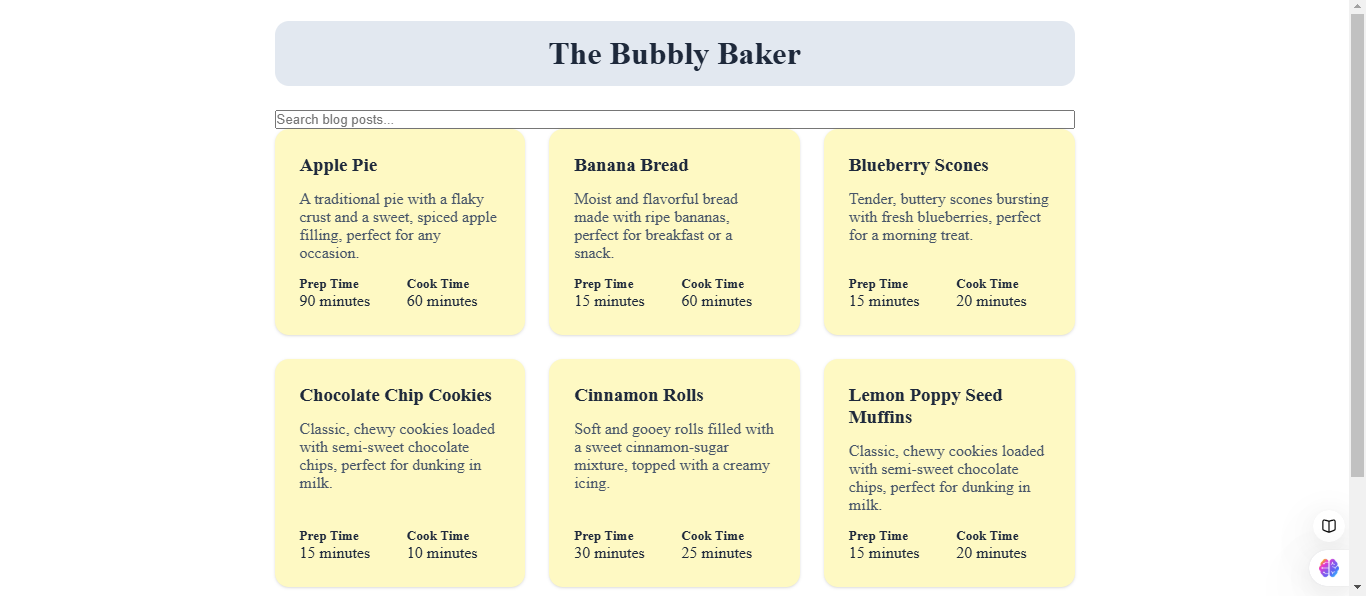 The Bubbly Baker
Search blog posts...
Apple Pie
A traditional pie with a flaky
crust and a sweet, spiced apple
filling, perfect for any
occasion.
Prep Time
Cook Time
90 minutes
60 minutes
Banana Bread
Moist and flavorful bread
made with ripe bananas,
perfect for breakfast or a
snack.
Prep Time
Cook Time
15 minutes
60 minutes
Blueberry Scones
Tender, buttery scones bursting
with fresh blueberries, perfect
for a morning treat.
Prep Time
Cook Time
15 minutes
20 minutes
Chocolate Chip Cookies
Classic, chewy cookies loaded
with semi-sweet chocolate
chips, perfect for dunking in
milk.
Prep Time
Cook Time
15 minutes
10 minutes
Cinnamon Rolls
Soft and gooey rolls filled with
a sweet cinnamon-sugar
mixture, topped with a creamy
icing.
Prep Time
Cook Time
30 minutes
25 minutes
Lemon Poppy Seed
Muffins
Classic, chewy cookies loaded
with semi-sweet chocolate
chips, perfect for dunking in
milk.
Prep Time
Cook Time
15 minutes
20 minutes